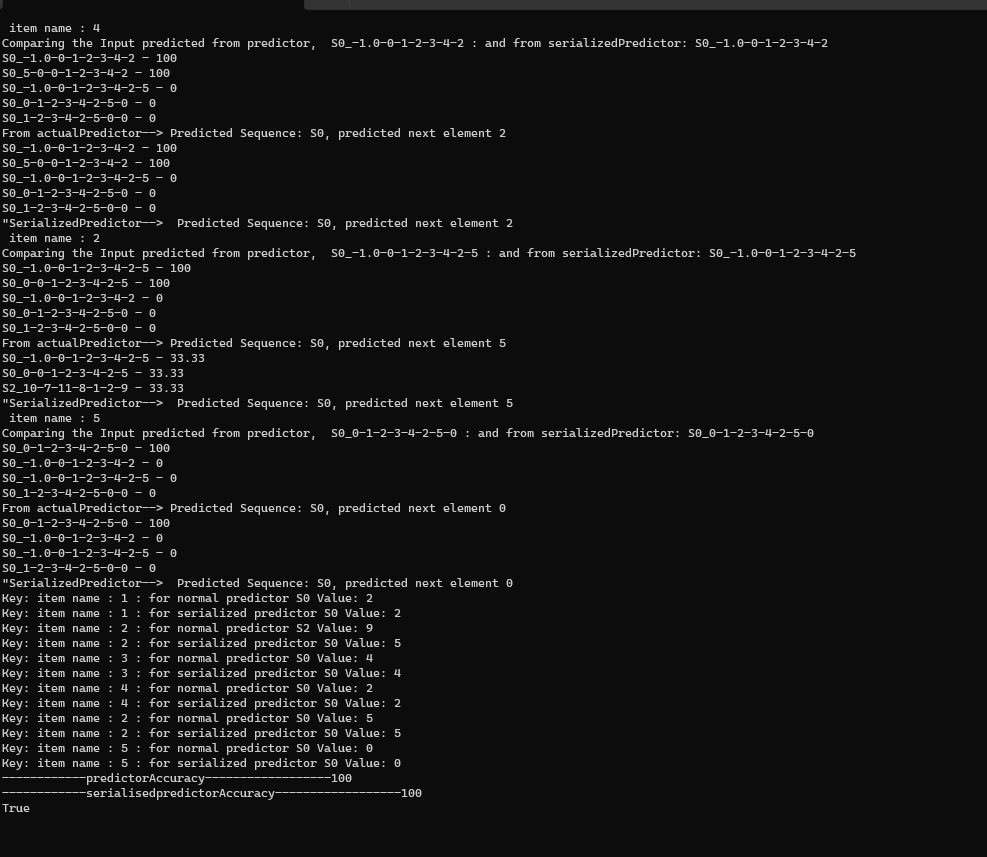 item name : 4
Comparing the Input predicted from predictor,  S0_-1.0-0-1-2-3-4-2 : and from serializedPredictor: S0_-1.0-0-1-2-3-4-2
S0_-1.0-0-1-2-3-4-2 - 100
S0_5-0-0-1-2-3-4-2 - 100
S0_-1.0-0-1-2-3-4-2-5 - 0
S0_0-1-2-3-4-2-5-0 - 0
S0_1-2-3-4-2-5-0-0 - 0
From actualPredictor--> Predicted Sequence: S0, predicted next element 2
S0_-1.0-0-1-2-3-4-2 - 100
S0_5-0-0-1-2-3-4-2 - 100
S0_-1.0-0-1-2-3-4-2-5 - 0
S0_0-1-2-3-4-2-5-0 - 0
S0_1-2-3-4-2-5-0-0 - 0
"SerializedPredictor-->  Predicted Sequence: S0, predicted next element 2
 item name : 2
Comparing the Input predicted from predictor,  S0_-1.0-0-1-2-3-4-2-5 : and from serializedPredictor: S0_-1.0-0-1-2-3-4-2-5
S0_-1.0-0-1-2-3-4-2-5 - 100
S0_0-0-1-2-3-4-2-5 - 100
S0_-1.0-0-1-2-3-4-2 - 0
S0_0-1-2-3-4-2-5-0 - 0
S0_1-2-3-4-2-5-0-0 - 0
From actualPredictor--> Predicted Sequence: S0, predicted next element 5
S0_-1.0-0-1-2-3-4-2-5 - 33.33
S0_0-0-1-2-3-4-2-5 - 33.33
S2_10-7-11-8-1-2-9 - 33.33
"SerializedPredictor-->  Predicted Sequence: S0, predicted next element 5
 item name : 5
Comparing the Input predicted from predictor,  S0_0-1-2-3-4-2-5-0 : and from serializedPredictor: S0_0-1-2-3-4-2-5-0
S0_0-1-2-3-4-2-5-0 - 100
S0_-1.0-0-1-2-3-4-2 - 0
S0_-1.0-0-1-2-3-4-2-5 - 0
S0_1-2-3-4-2-5-0-0 - 0
From actualPredictor--> Predicted Sequence: S0, predicted next element 0
S0_0-1-2-3-4-2-5-0 - 100
S0_-1.0-0-1-2-3-4-2 - 0
S0_-1.0-0-1-2-3-4-2-5 - 0
S0_1-2-3-4-2-5-0-0 - 0
"SerializedPredictor-->  Predicted Sequence: S0, predicted next element 0
Key: item name : 1 : for normal predictor S0 Value: 2
Key: item name : 1 : for serialized predictor S0 Value: 2
Key: item name : 2 : for normal predictor S2 Value: 9
Key: item name : 2 : for serialized predictor S0 Value: 5
Key: item name : 3 : for normal predictor S0 Value: 4
Key: item name : 3 : for serialized predictor S0 Value: 4
Key: item name : 4 : for normal predictor S0 Value: 2
Key: item name : 4 : for serialized predictor S0 Value: 2
Key: item name : 2 : for normal predictor S0 Value: 5
Key: item name : 2 : for serialized predictor S0 Value: 5
Key: item name : 5 : for normal predictor S0 Value: 0
Key: item name : 5 : for serialized predictor S0 Value: 0
------------predictorAccuracy------------------100
------------serialisedpredictorAccuracy------------------100
True